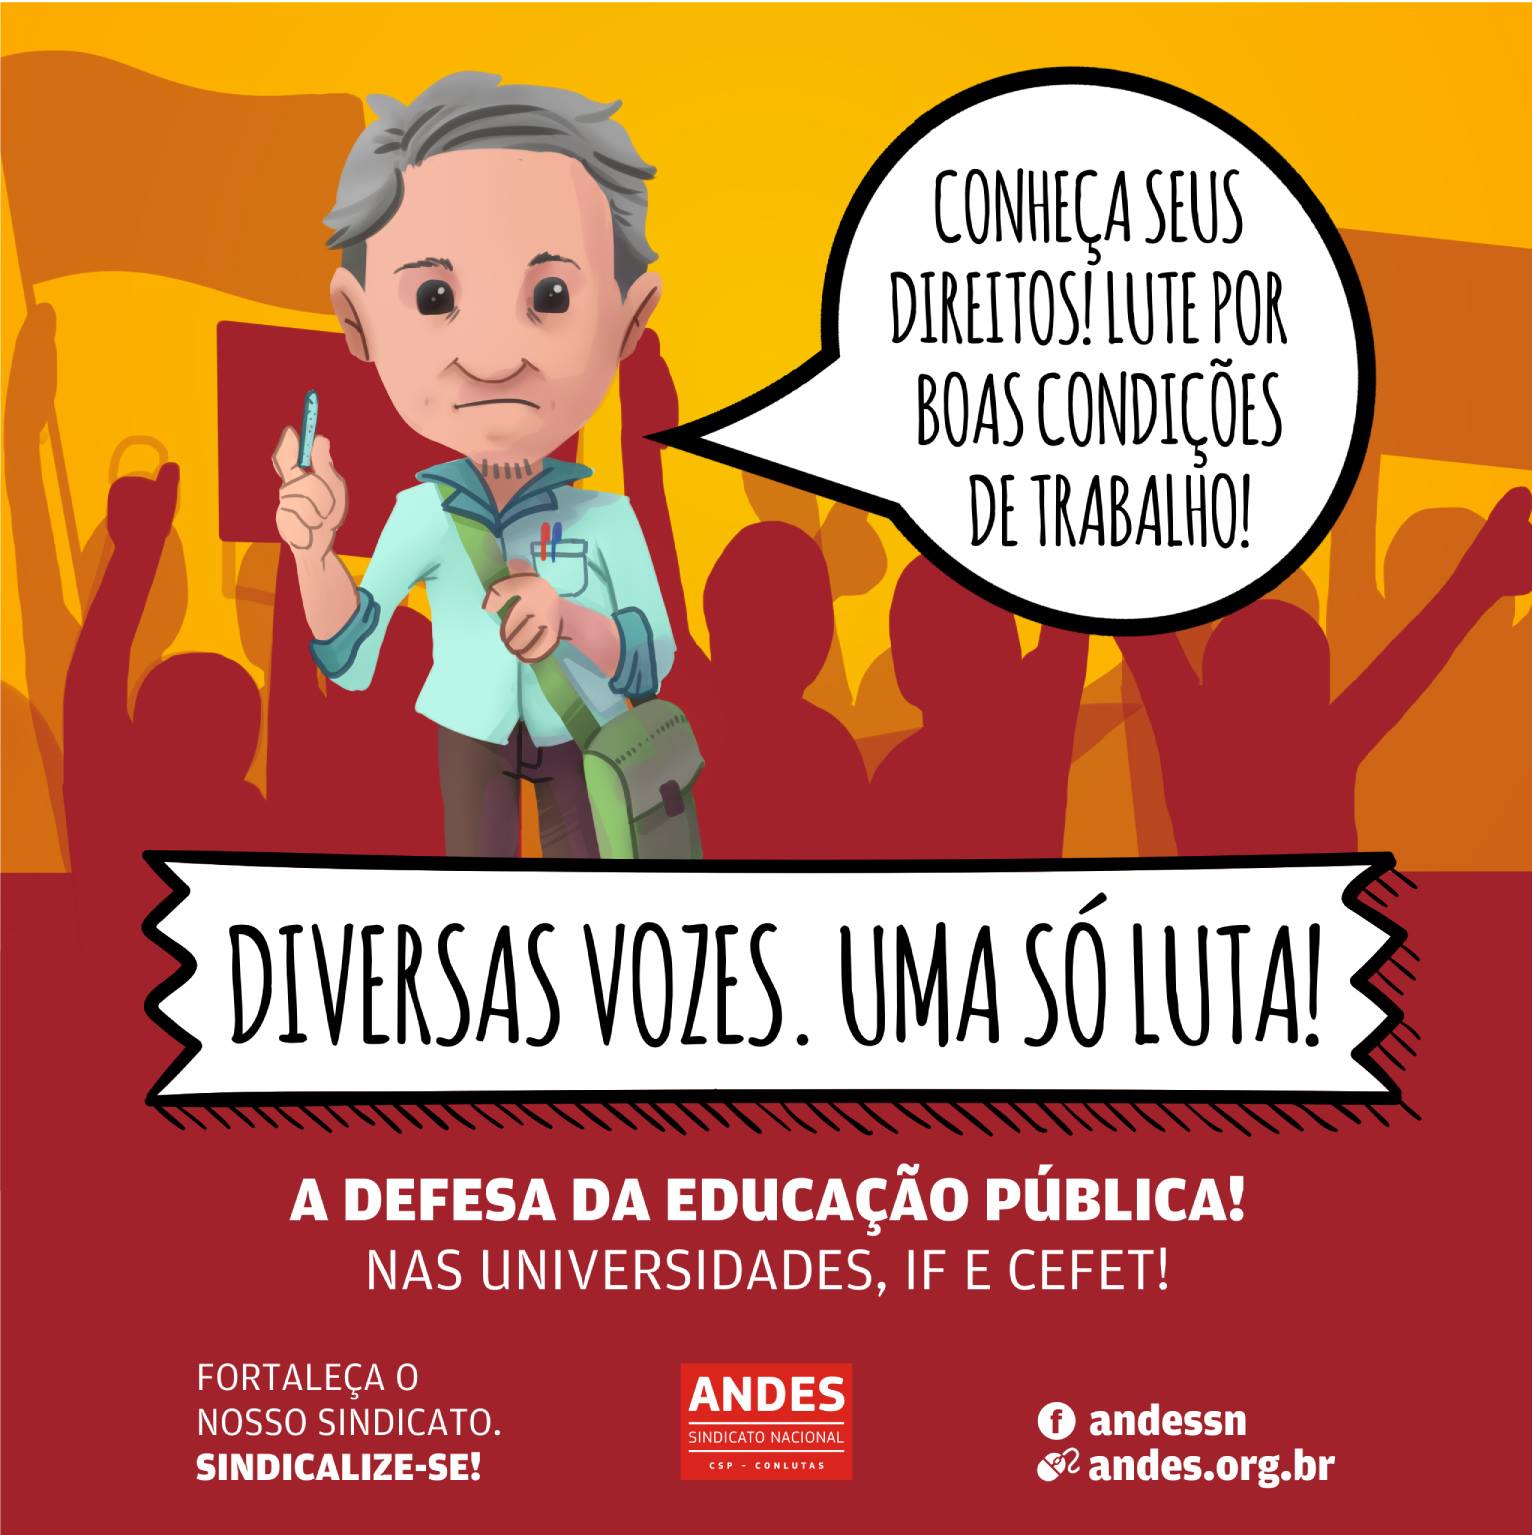 CONHEÇA SEUS
DIREITOS! LUTE POR
BOAS CONDIÇÕES
DE TRABALHO!
DIVERSAS VOZES. UMA SÓ LUTA!
A DEFESA DA EDUCAÇÃO PÚBLICA!
NAS UNIVERSIDADES, IF E CEFET!
FORTALEÇA O
NOSSO SINDICATO.
SINDICALIZE-SE!
ANDES
SINDICATO NACIONAL
CSP - CONLUTAS
andessn
andes.org.br